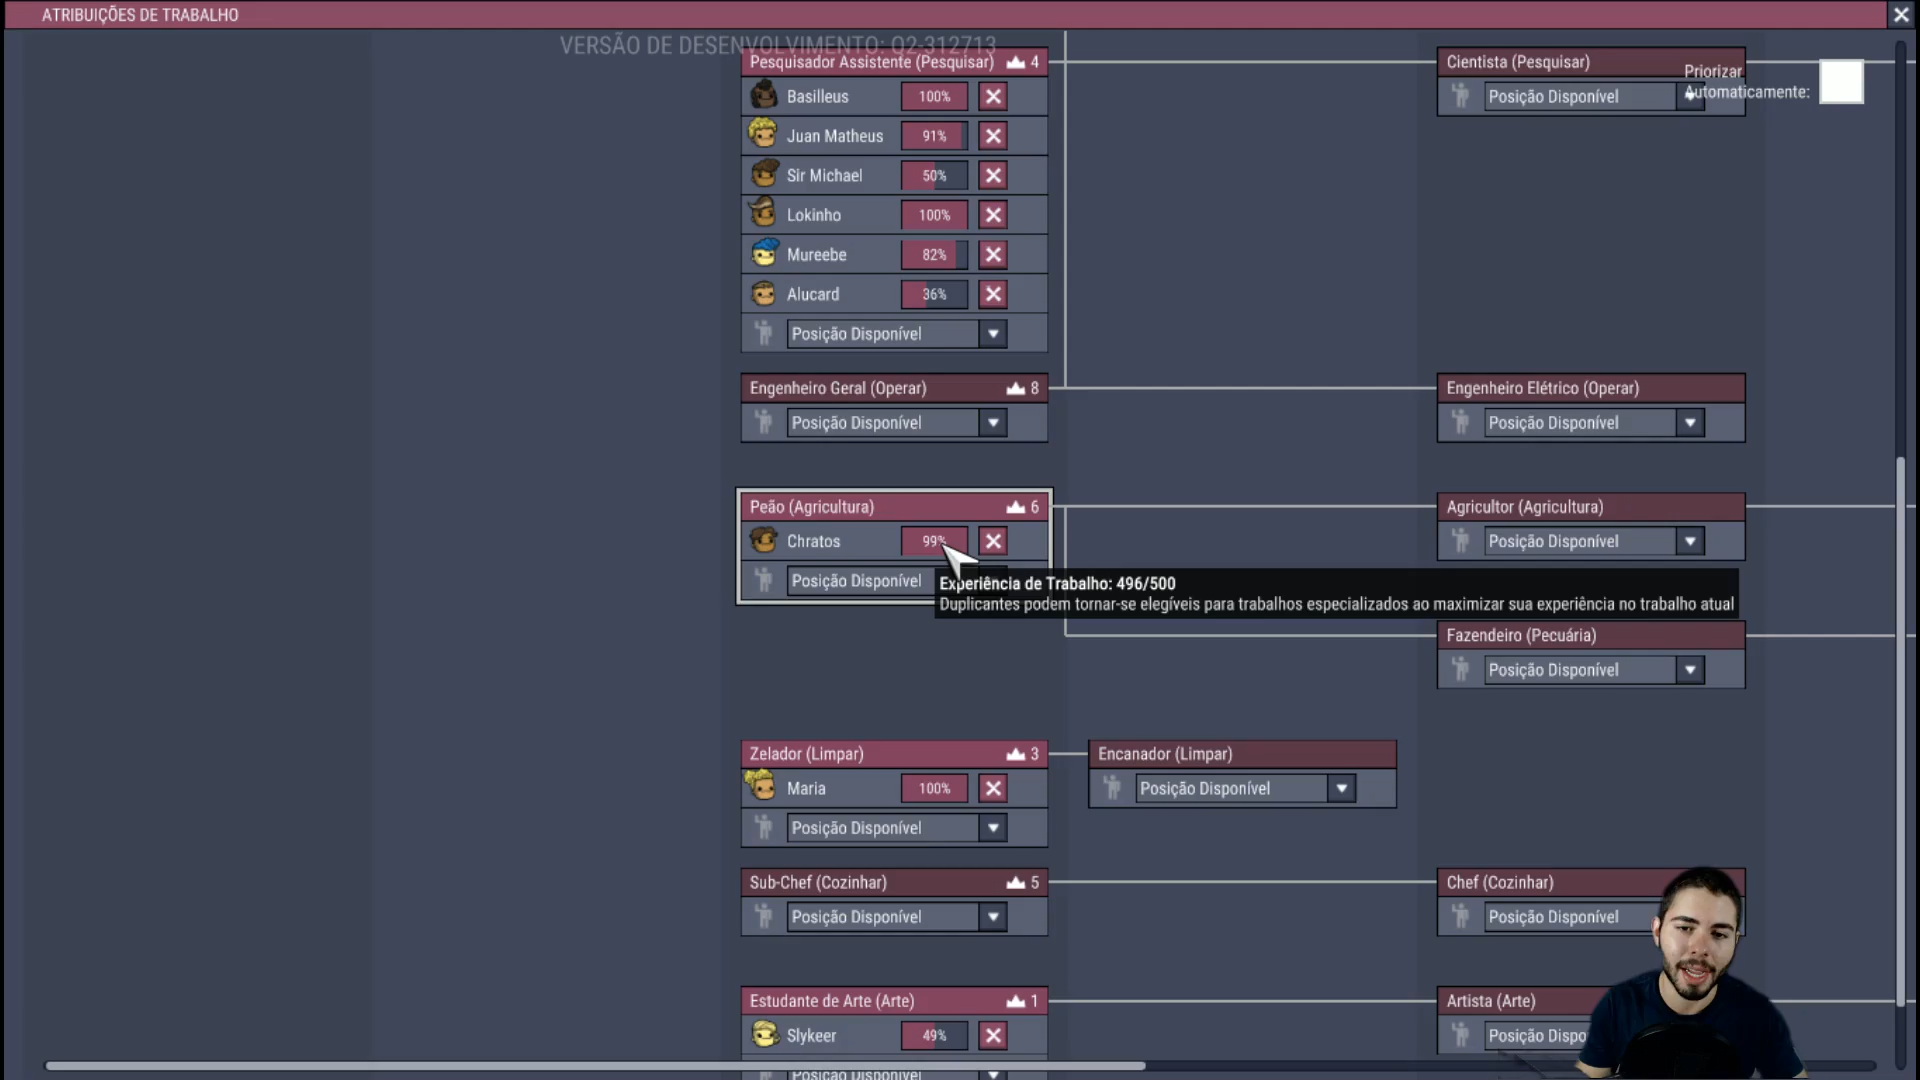 ATRIBUIÇÕES DE TRABALHO
VERSÃO DE DESENVOLVIMENTO: Q2-312713
Pesquisador Assistente (Pesquisar) 4
Basilleus 100%
Juan Matheus 91%
Sir Michael 50%
Lokinho 100%
Mureebe 82%
Alucard 36%
Posição Disponível
Cientista (Pesquisar)
Posição Disponível
Priorizar
Automaticamente:
Engenheiro Geral (Operar) 8
Posição Disponível
Engenheiro Elétrico (Operar)
Posição Disponível
Peão (Agricultura) 6
Chratos 99%
Posição Disponível
Agricultor (Agricultura)
Posição Disponível
Experiência de Trabalho: 496/500
Duplicantes podem tornar-se elegíveis para trabalhos especializados ao maximizar sua experiência no trabalho atual
Fazendeiro (Pecuária)
Posição Disponível
Zelador (Limpar) 3
Maria 100%
Posição Disponível
Encanador (Limpar)
Posição Disponível
Sub-Chef (Cozinhar) 5
Posição Disponível
Chef (Cozinhar)
Posição Disponível
Estudante de Arte (Arte) 1
Slykeer 49%
Posição Disponível
Artista (Arte)
Posição Dispo